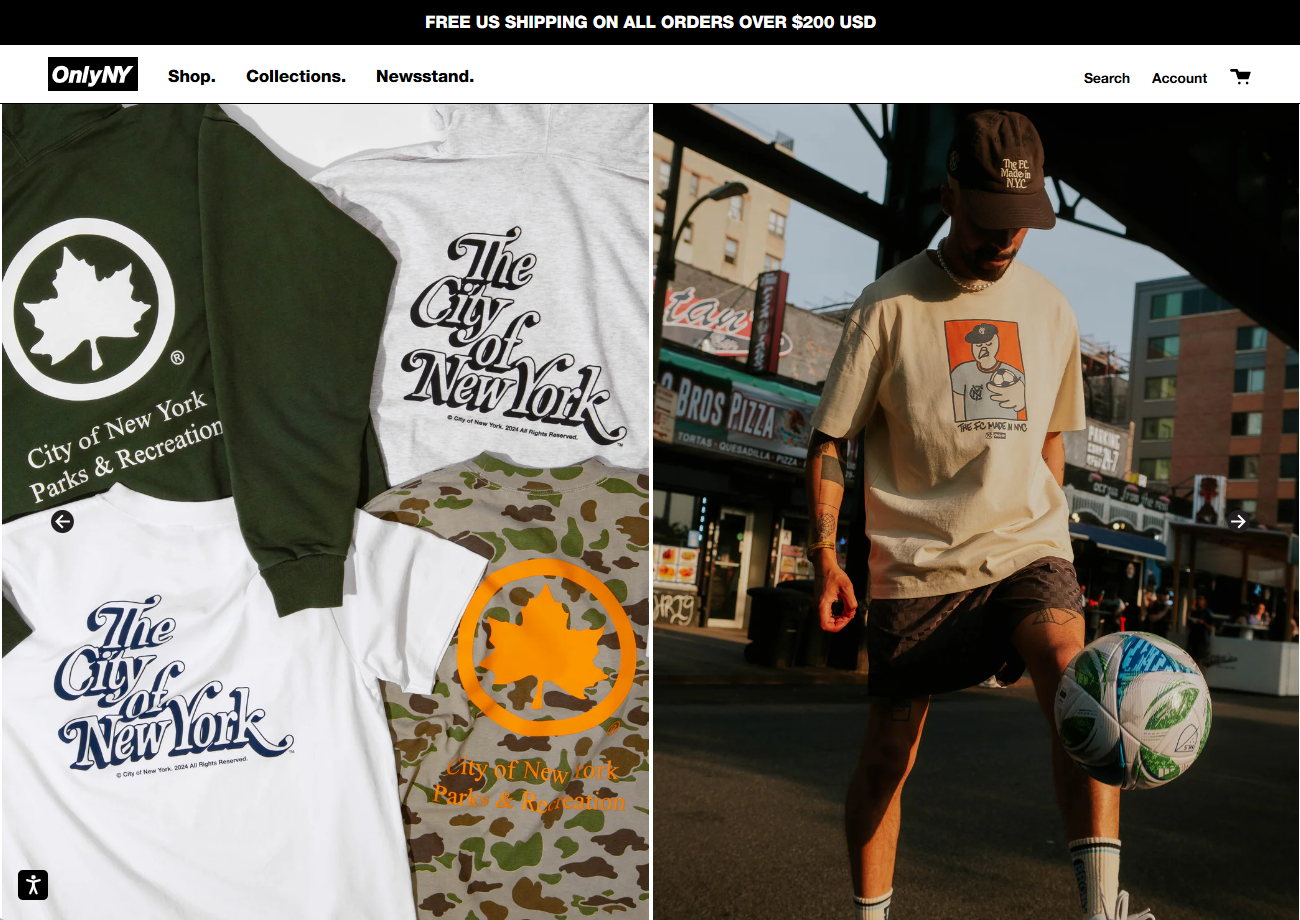 FREE US SHIPPING ON ALL ORDERS OVER $200 USD
OnlyNY
Shop.
Collections.
Newsstand.
Search
Account
®
City of New York
Parks & Recreation
The
City
of
New York
© City of New York. 2024 All Rights Reserved.
™
The
City
of
New York
™
© City of New York. 2024 All Rights Reserved.
City of New York
Parks & Recreation
The FC
Made in
N.Y.C
tan
BROS PIZZA
TORTAS · QUESADILLA · PIZZA
THE FC MADE IN NYC
PARKING